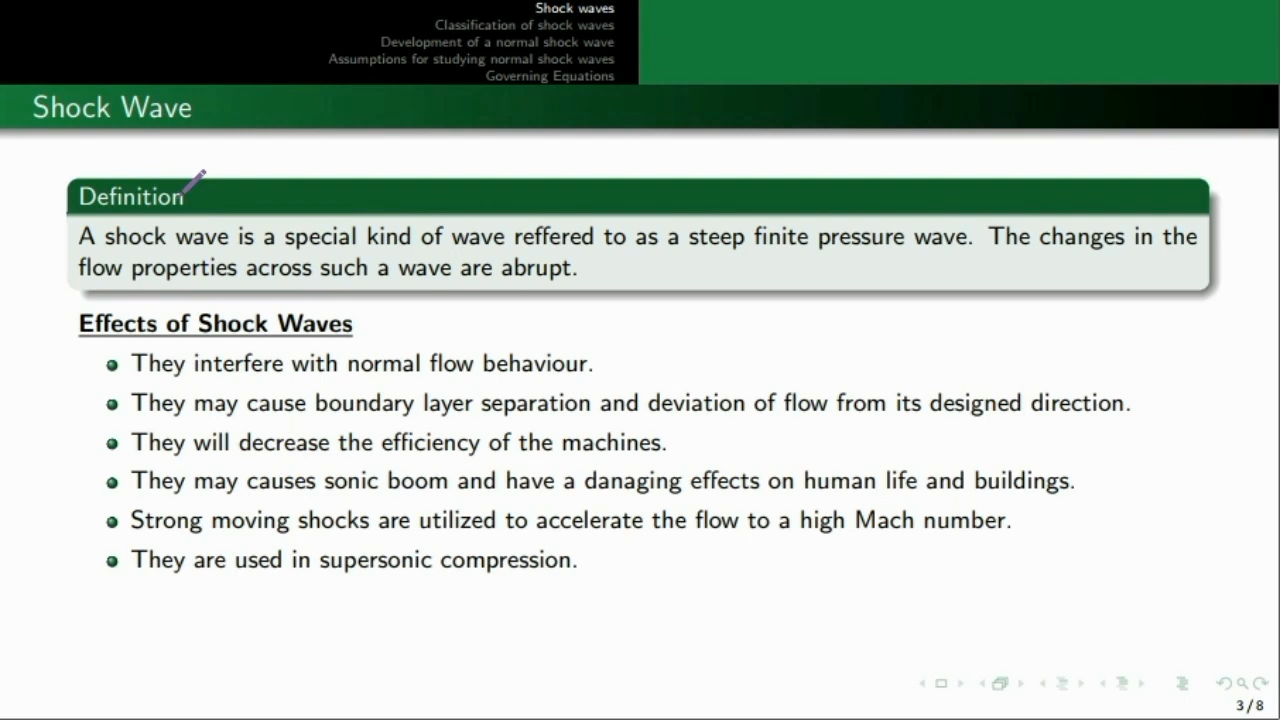 Shock waves
Classification of shock waves
Development of a normal shock wave
Assumptions for studying normal shock waves
Governing Equations
Shock Wave
Definition
A shock wave is a special kind of wave reffered to as a steep finite pressure wave. The changes in the
flow properties across such a wave are abrupt.
Effects of Shock Waves
They interfere with normal flow behaviour.
They may cause boundary layer separation and deviation of flow from its designed direction.
They will decrease the efficiency of the machines.
They may causes sonic boom and have a danaging effects on human life and buildings.
Strong moving shocks are utilized to accelerate the flow to a high Mach number.
They are used in supersonic compression.
3/8